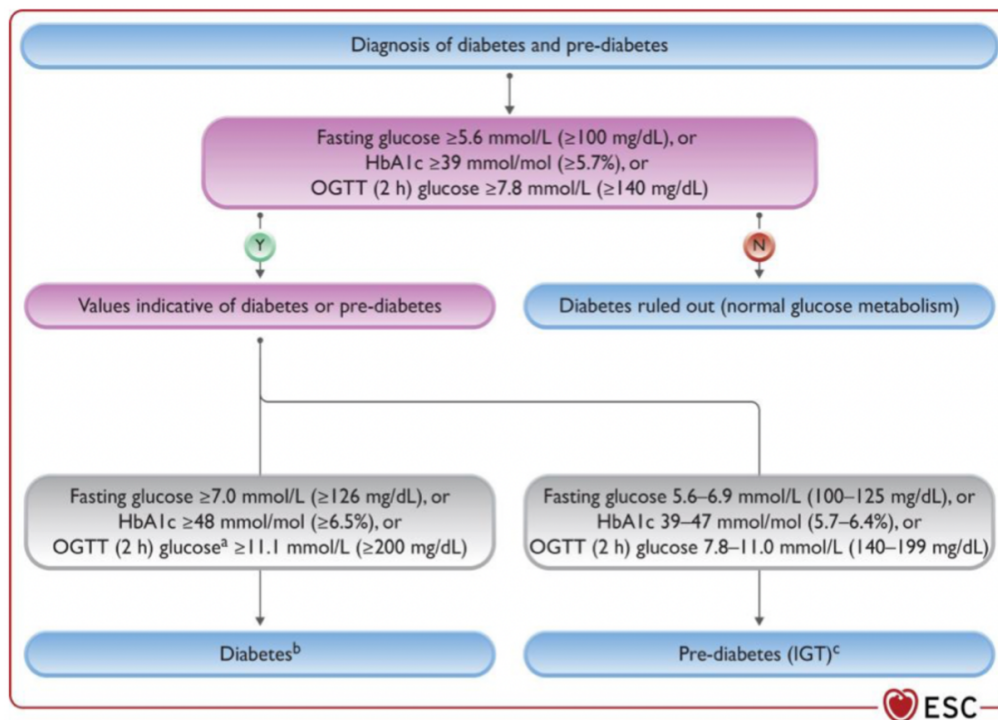 Diagnosis of diabetes and pre-diabetes
Fasting glucose ≥5.6 mmol/L (≥100 mg/dL), or
HbA1c ≥39 mmol/mol (≥5.7%), or
OGTT (2 h) glucose ≥7.8 mmol/L (≥140 mg/dL)
Y
N
Values indicative of diabetes or pre-diabetes
Diabetes ruled out (normal glucose metabolism)
Fasting glucose ≥7.0 mmol/L (≥126 mg/dL), or
HbA1c ≥48 mmol/mol (≥6.5%), or
OGTT (2 h) glucoseᵃ ≥11.1 mmol/L (≥200 mg/dL)
Fasting glucose 5.6–6.9 mmol/L (100–125 mg/dL), or
HbA1c 39–47 mmol/mol (5.7–6.4%), or
OGTT (2 h) glucose 7.8–11.0 mmol/L (140–199 mg/dL)
Diabetesᵇ
Pre-diabetes (IGT)ᶜ
ESC